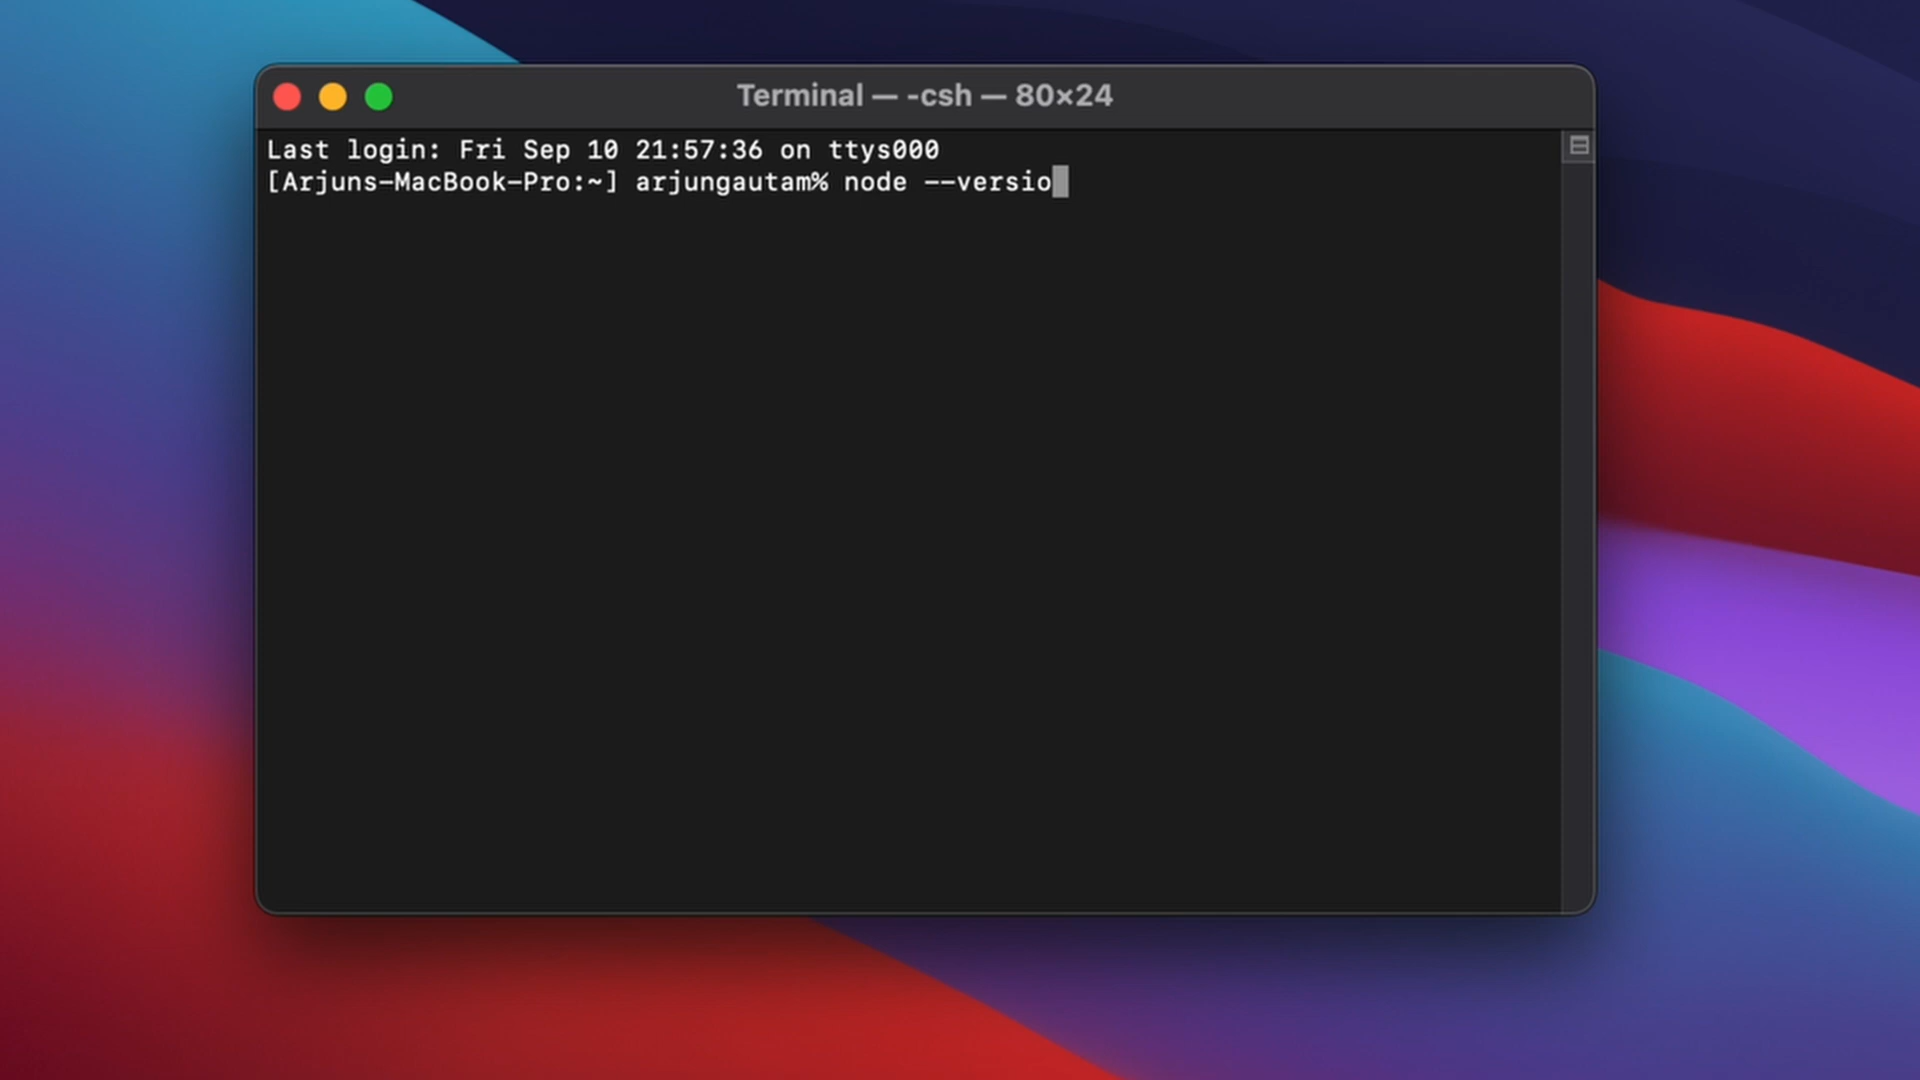 Terminal — -csh — 80×24
Last login: Fri Sep 10 21:57:36 on ttys000
[Arjuns-MacBook-Pro:~] arjungautam% node --versio